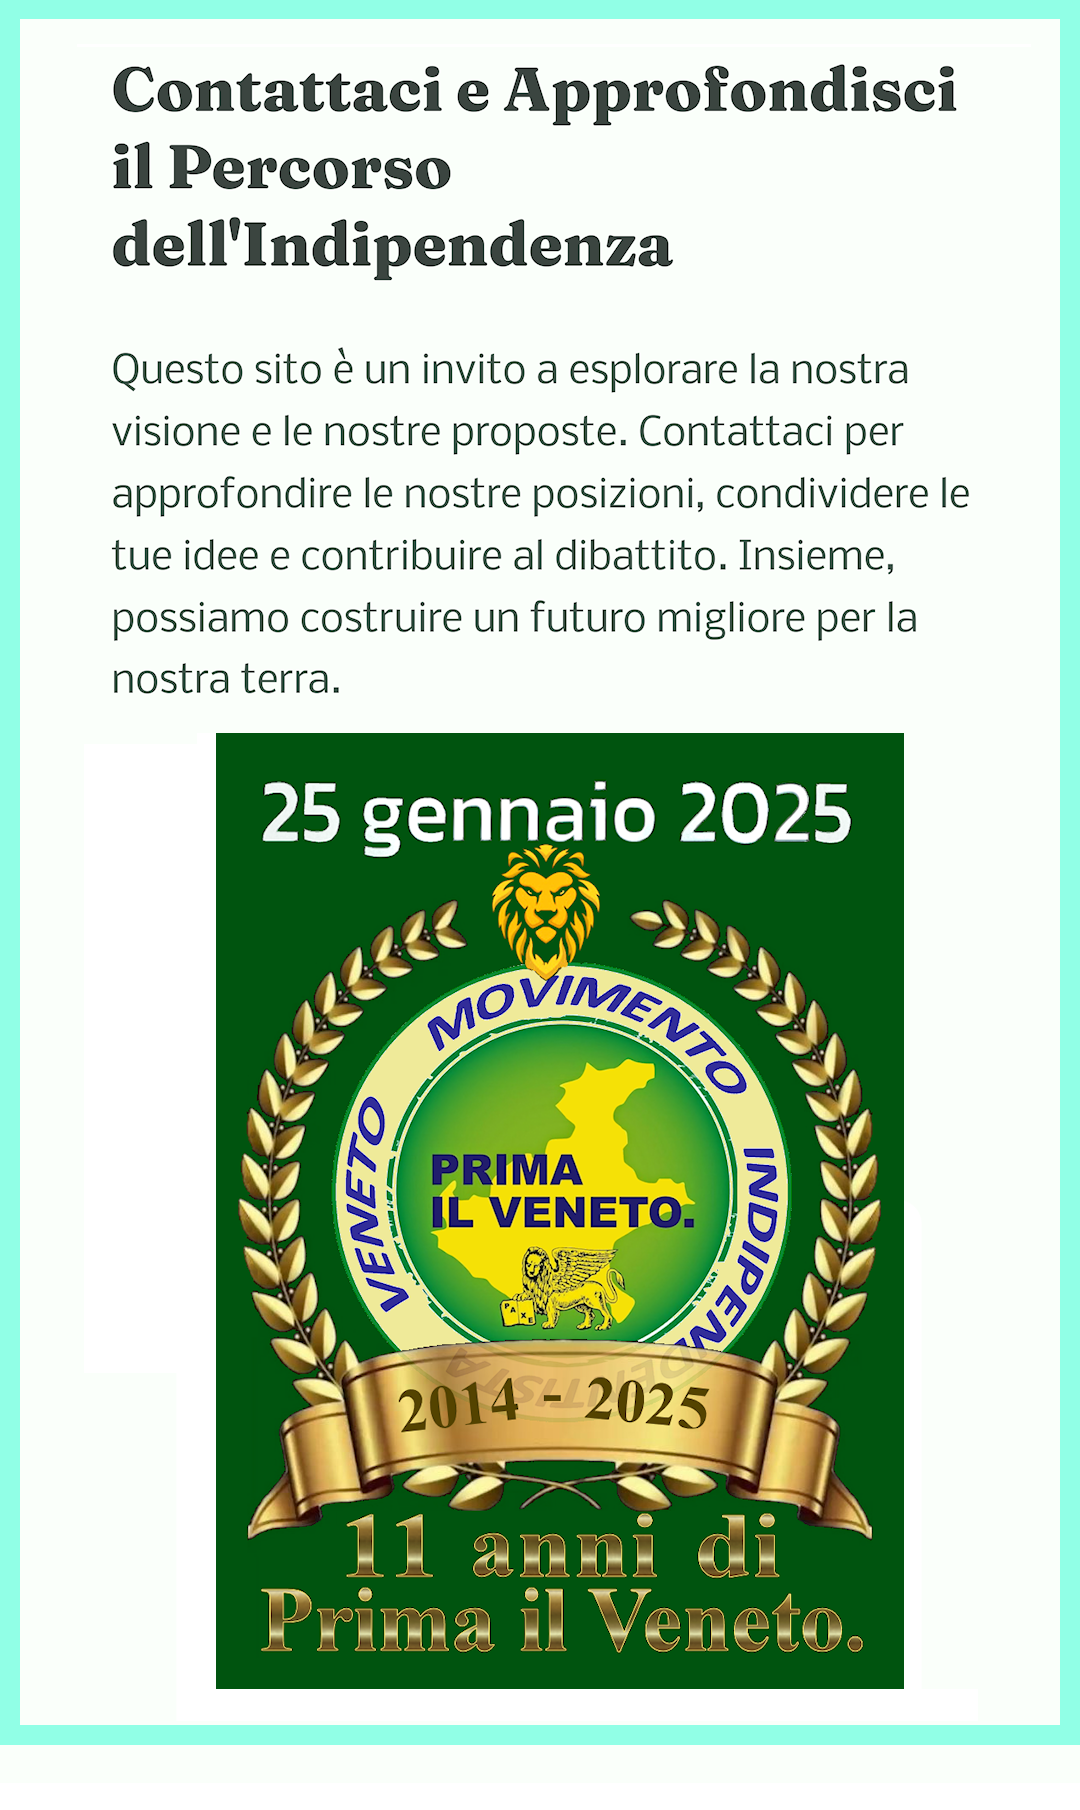 Contattaci e Approfondisci
il Percorso
dell'Indipendenza
Questo sito è un invito a esplorare la nostra
visione e le nostre proposte. Contattaci per
approfondire le nostre posizioni, condividere le
tue idee e contribuire al dibattito. Insieme,
possiamo costruire un futuro migliore per la
nostra terra.
25 gennaio 2025
VENETO MOVIMENTO INDIPENDENTISTA
PRIMA
IL VENETO.
PAX E
2014 - 2025
11 anni di
Prima il Veneto.